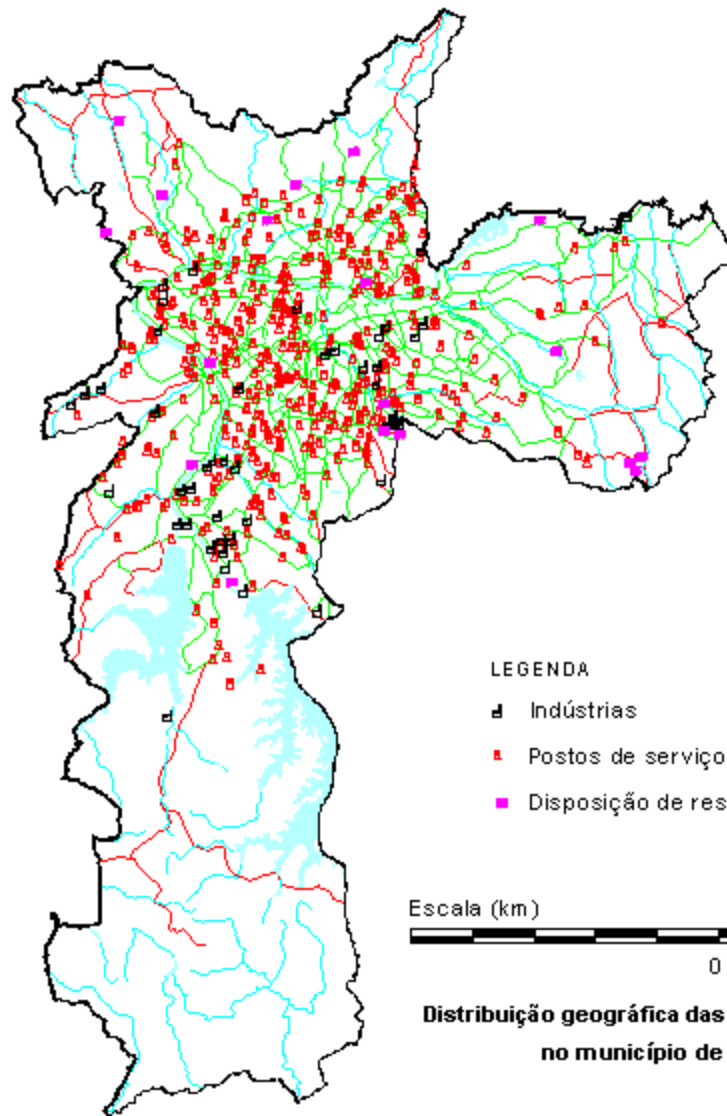 LEGENDA
Indústrias
Postos de serviço
Disposição de res
Escala (km)
0
Distribuição geográfica das
no município de